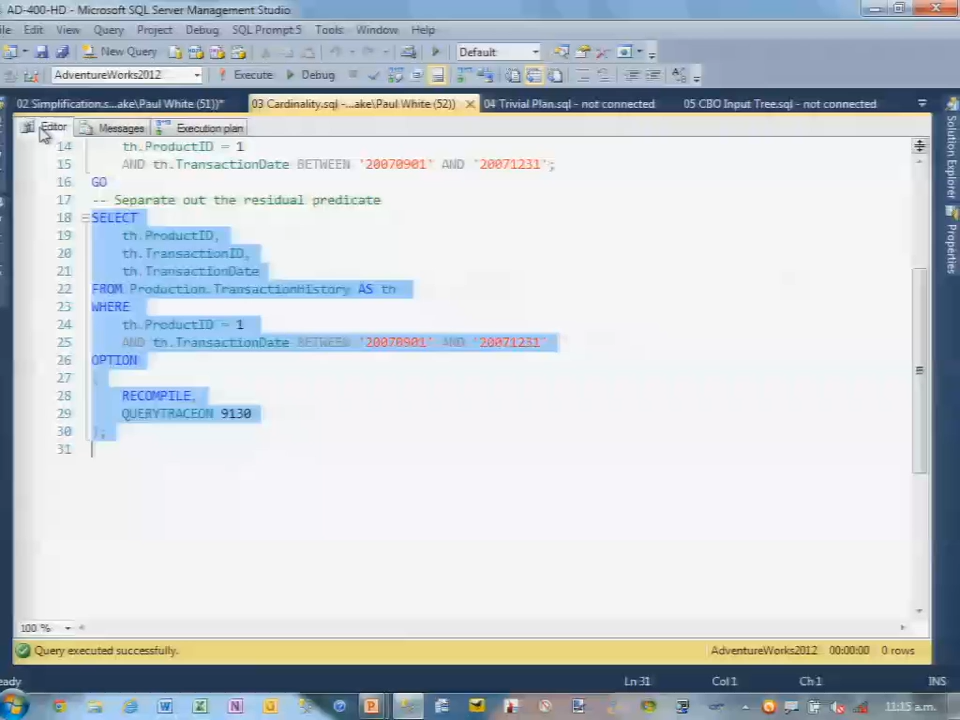 AD-400-HD - Microsoft SQL Server Management Studio
ile Edit View Query Project Debug SQL Prompt5 Tools Window Help
New Query Default
AdventureWorks2012 Execute Debug
02 Simplification.s...ake\Paul White (51))* 03 Cardinality.sql -...ake\Paul White (52)) 04 Trivial Plan.sql - not connected 05 CBO Input Tree.sql - not connected
Editor Messages Execution plan
14 th.ProductID = 1
15 AND th.TransactionDate BETWEEN '20070901' AND '20071231';
16 GO
17 -- Separate out the residual predicate
18 SELECT
19 th.ProductID,
20 th.TransactionID,
21 th.TransactionDate
22 FROM Production.TransactionHistory AS th
23 WHERE
24 th.ProductID = 1
25 AND th.TransactionDate BETWEEN '20070901' AND '20071231'
26 OPTION
27 (
28 RECOMPILE,
29 QUERYTRACEON 9130
30 );
31
Solution Explorer
Properties
100 %
Query executed successfully. AdventureWorks2012 00:00:00 0 rows
eady Ln 31 Col 1 Ch 1 INS
11:15 a.m.